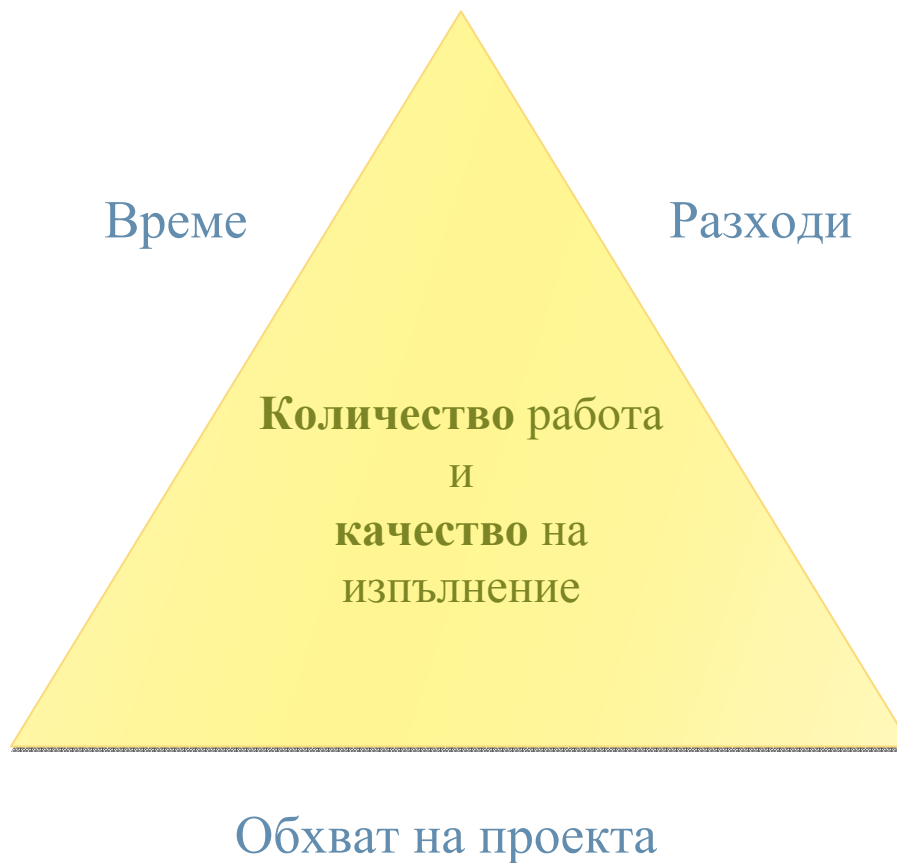 Време
Разходи
Количество работа
и
качество на
изпълнение
Обхват на проекта